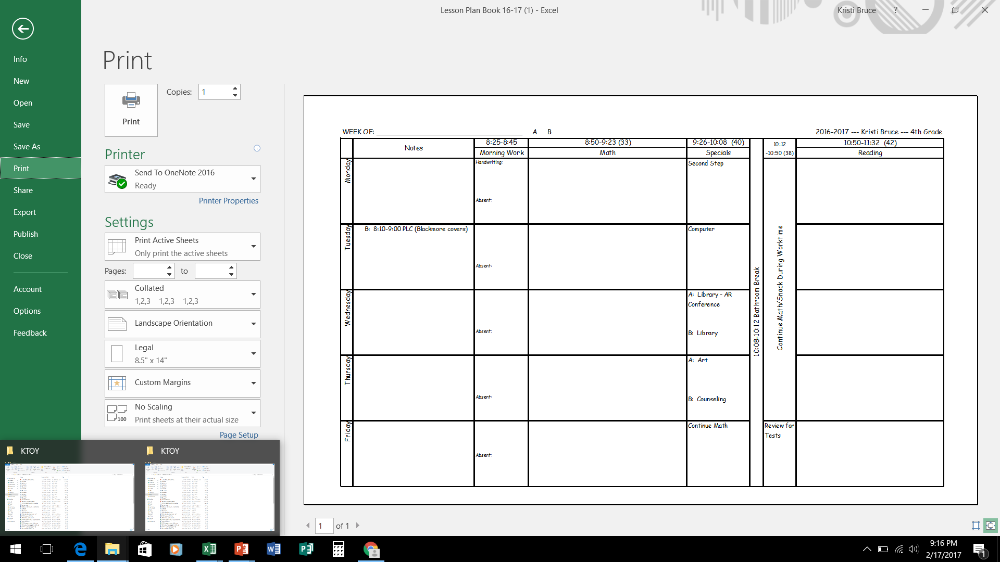 Lesson Plan Book 16-17 (1) - Excel
Kristi Bruce
?
Info
New
Open
Save
Save As
Print
Share
Export
Publish
Close
Account
Options
Feedback
Print
Print
Copies: 1
Printer
Send To OneNote 2016
Ready
Printer Properties
Settings
Print Active Sheets
Only print the active sheets
Pages: to
Collated
1,2,3 1,2,3 1,2,3
Landscape Orientation
Legal
8.5" x 14"
Custom Margins
No Scaling
Print sheets at their actual size
100
Page Setup
KTOY
KTOY
WEEK OF: A B
2016-2017 --- Kristi Bruce --- 4th Grade
Notes
8:25-8:45
Morning Work
8:50-9:23 (33)
Math
9:26-10:08 (40)
Specials
10:12
-10:50 (38)
10:50-11:32 (42)
Reading
Monday
Handwriting:
Absent:
Second Step
Tuesday
B: 8:10-9:00 PLC (Blackmore covers)
Absent:
Computer
Wednesday
Absent:
A: Library - AR
Conference
B: Library
Thursday
Absent:
A: Art
B: Counseling
Friday
Absent:
Continue Math
10:08-10:12 Bathroom Break
Continue Math/Snack During Worktime
Review for
Tests
1 of 1
9:16 PM
2/17/2017
1